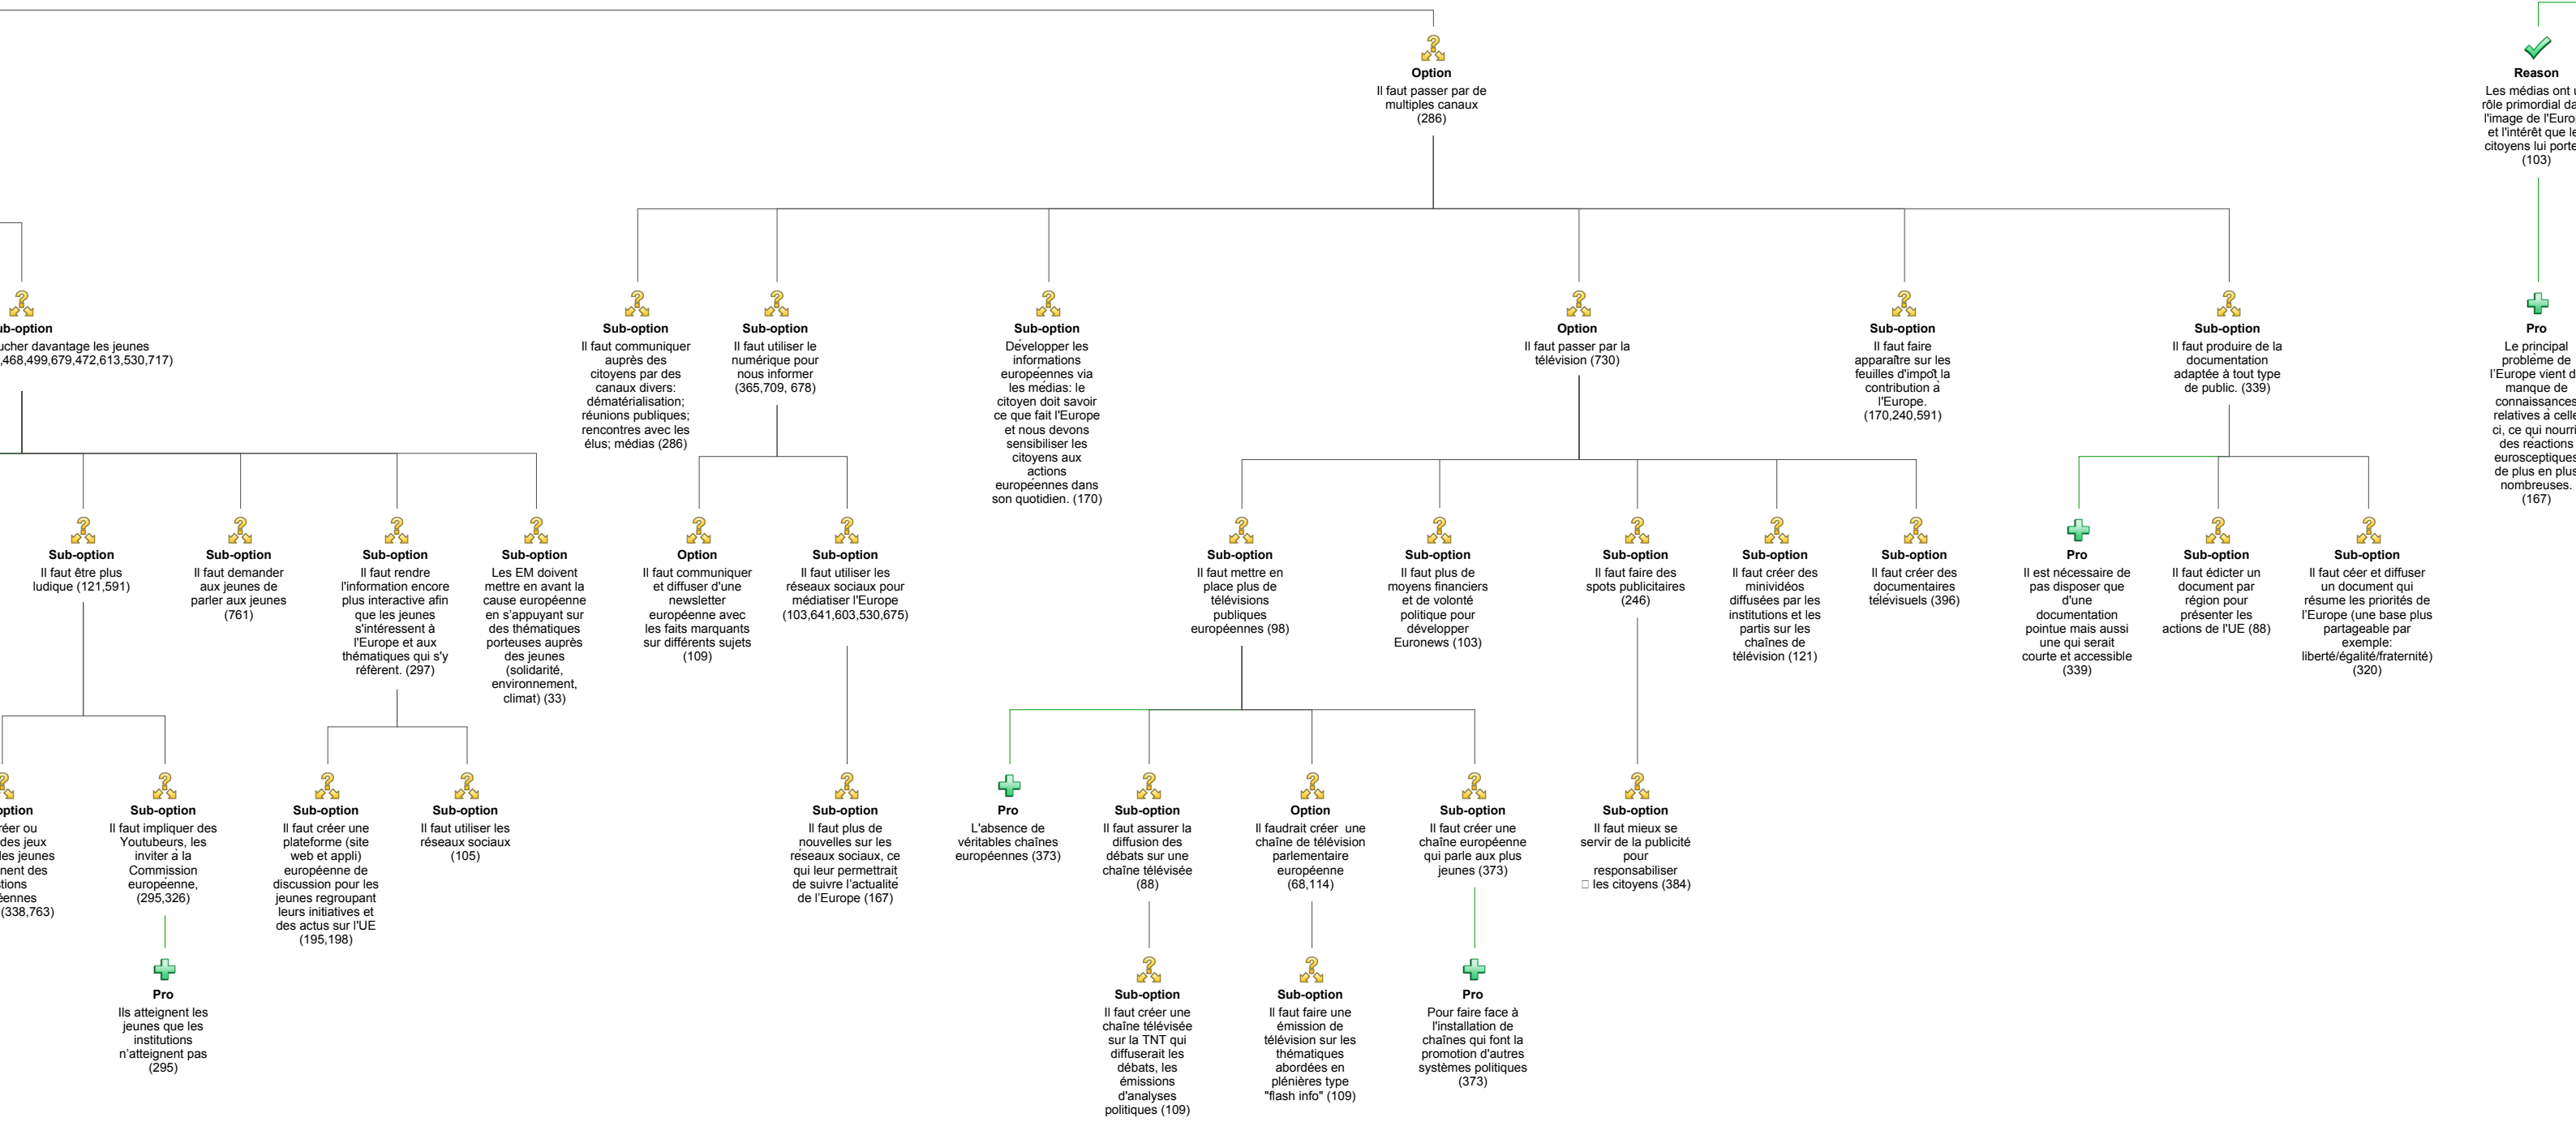 Option
Il faut passer par de
multiples canaux
(286)
Reason
Les médias ont
rôle primordial
l'image de
et l'intérêt que
citoyens lui
(103)
Sub-option
Il faut communiquer
auprès des
citoyens par des
canaux divers:
dématérialisation;
réunions publiques;
rencontres avec les
élus; médias (286)
Sub-option
Il faut utiliser le
numérique pour
nous informer
(365,709, 678)
Sub-option
Développer les
informations
européennes via
les médias: le
citoyen doit savoir
ce que fait l'Europe
et nous devons
sensibiliser les
citoyens aux
actions
européennes dans
son quotidien. (170)
Option
Il faut passer par la
télévision (730)
Sub-option
Il faut faire
apparaître sur les
feuilles d'impôt la
contribution à
l'Europe.
(170,240,591)
Sub-option
Il faut produire de la
documentation
adaptée à tout type
de public. (339)
Pro
Le principal
problème de
l'Europe vient
manque de
connaissances
relatives à
ci, ce qui
des réactions
eurosceptiques
de plus en plus
nombreuses.
(167)
davantage les jeunes
,468,499,679,472,613,530,717)
Sub-option
Il faut être plus
ludique (121,591)
Sub-option
Il faut demander
aux jeunes de
parler aux jeunes
(761)
Sub-option
Il faut rendre
l'information encore
plus interactive afin
que les jeunes
s'intéressent à
l'Europe et aux
thématiques qui s'y
réfèrent. (297)
Sub-option
Les EM doivent
mettre en avant la
cause européenne
en s'appuyant sur
des thématiques
porteuses auprès
des jeunes
(solidarité,
environnement,
climat) (33)
Option
Il faut communiquer
et diffuser d'une
newsletter
européenne avec
les faits marquants
sur différents sujets
(109)
Sub-option
Il faut utiliser les
réseaux sociaux pour
médiatiser l'Europe
(103,641,603,530,675)
Sub-option
Il faut mettre en
place plus de
télévisions
publiques
européennes (98)
Sub-option
Il faut plus de
moyens financiers
et de volonté
politique pour
développer
Euronews (103)
Sub-option
Il faut faire des
spots publicitaires
(246)
Sub-option
Il faut créer des
minividéos
diffusées par les
institutions et les
partis sur les
chaînes de
télévision (121)
Sub-option
Il faut créer des
documentaires
télévisuels (396)
Pro
Il est nécessaire de
pas disposer que
d'une
documentation
pointue mais aussi
une qui serait
courte et accessible
(339)
Sub-option
Il faut édicter un
document par
région pour
présenter les
actions de l'UE (88)
Sub-option
Il faut céer et diffuser
un document qui
résume les priorités de
l'Europe (une base plus
partageable par
exemple:
liberté/égalité/fraternité)
(320)
ou
des jeux
jeunes
des
(338,763)
Sub-option
Il faut impliquer des
Youtubeurs, les
inviter à la
Commission
européenne,
(295,326)
Sub-option
Il faut créer une
plateforme (site
web et appli)
européenne de
discussion pour les
jeunes regroupant
leurs initiatives et
des actus sur l'UE
(195,198)
Sub-option
Il faut utiliser les
réseaux sociaux
(105)
Sub-option
Il faut plus de
nouvelles sur les
réseaux sociaux, ce
qui leur permettrait
de suivre l'actualité
de l'Europe (167)
Pro
L'absence de
véritables chaînes
européennes (373)
Sub-option
Il faut assurer la
diffusion des
débats sur une
chaîne télévisée
(88)
Option
Il faudrait créer une
chaîne de télévision
parlementaire
européenne
(68,114)
Sub-option
Il faut créer une
chaîne européenne
qui parle aux plus
jeunes (373)
Sub-option
Il faut mieux se
servir de la publicité
pour
responsabiliser
les citoyens (384)
Pro
Ils atteignent les
jeunes que les
institutions
n'atteignent pas
(295)
Sub-option
Il faut créer une
chaîne télévisée
sur la TNT qui
diffuserait les
débats, les
émissions
d'analyses
politiques (109)
Sub-option
Il faut faire une
émission de
télévision sur les
thématiques
abordées en
plénières type
"flash info" (109)
Pro
Pour faire face à
l'installation de
chaînes qui font la
promotion d'autres
systèmes politiques
(373)